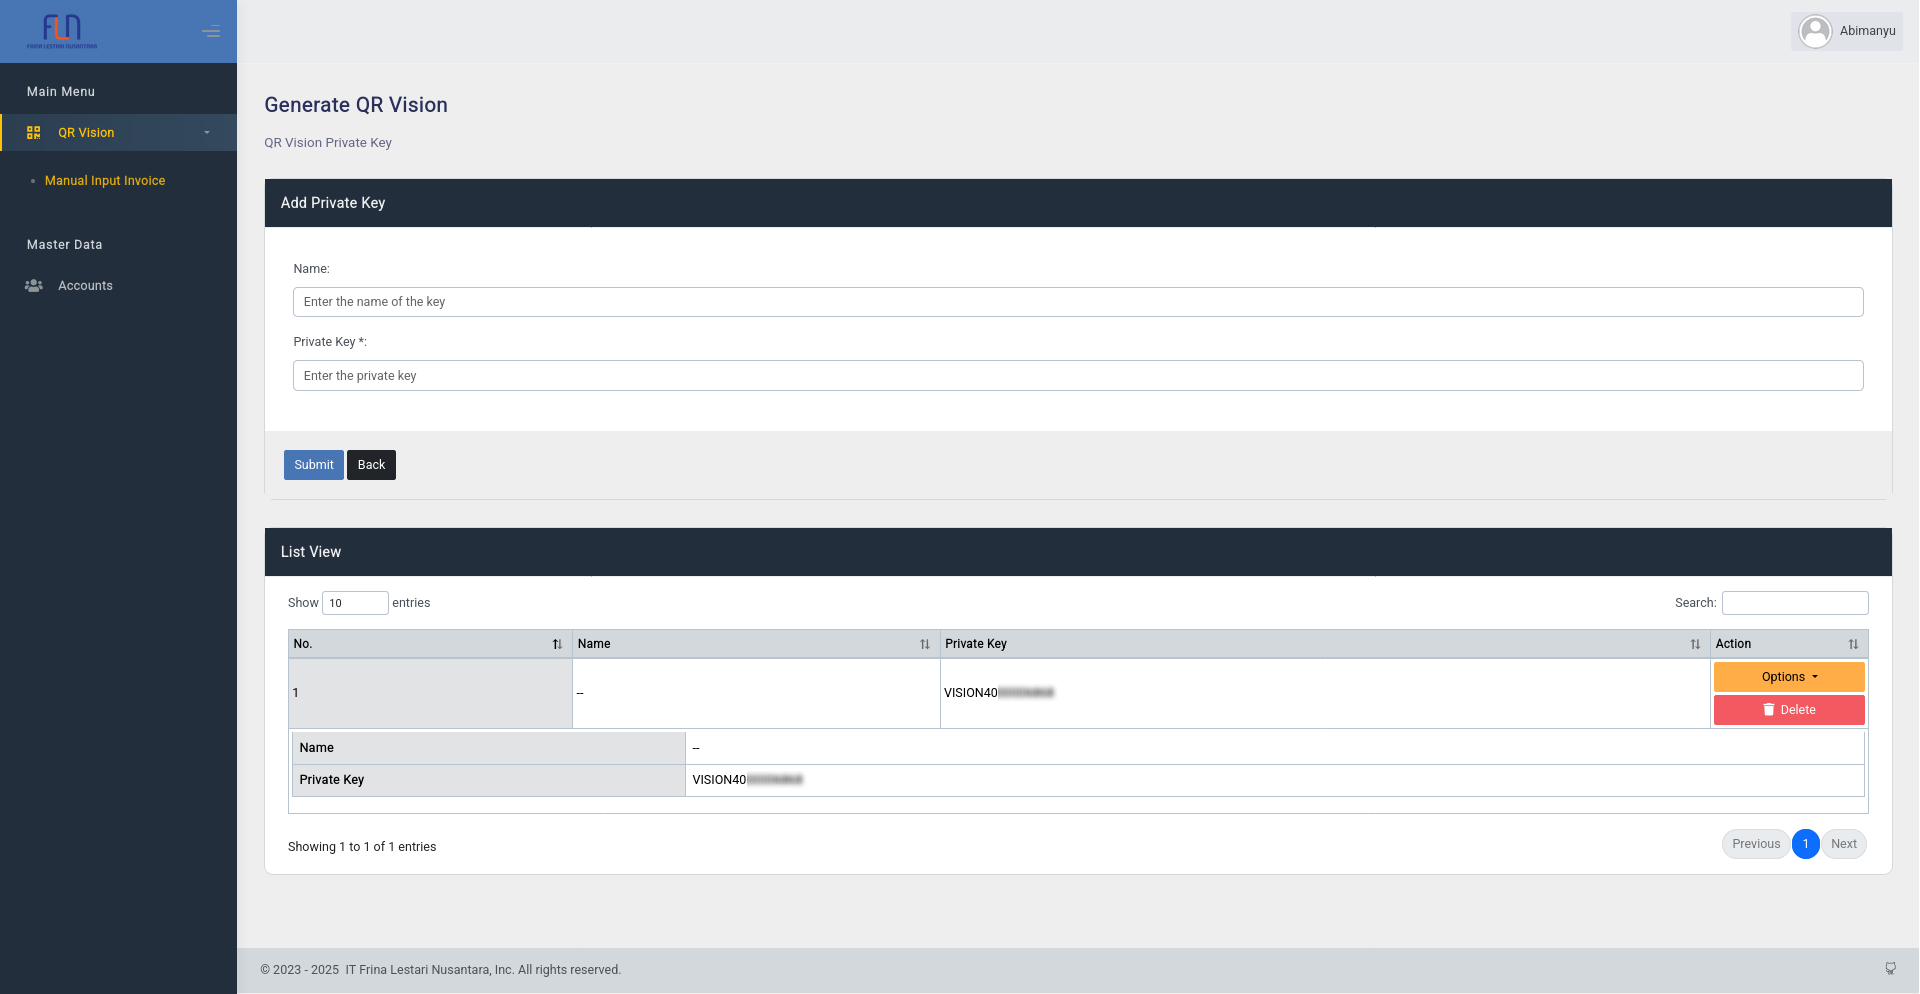 FLN
FRINA LESTARI NUSANTARA
Abimanyu
Main Menu
QR Vision
Manual Input Invoice
Master Data
Accounts
Generate QR Vision
QR Vision Private Key
Add Private Key
Name:
Enter the name of the key
Private Key *:
Enter the private key
Submit Back
List View
Show 10 entries Search:
No. Name Private Key Action
1 -- VISION40 Options
Delete
Name --
Private Key VISION40
Showing 1 to 1 of 1 entries Previous 1 Next
© 2023 - 2025 IT Frina Lestari Nusantara, Inc. All rights reserved.